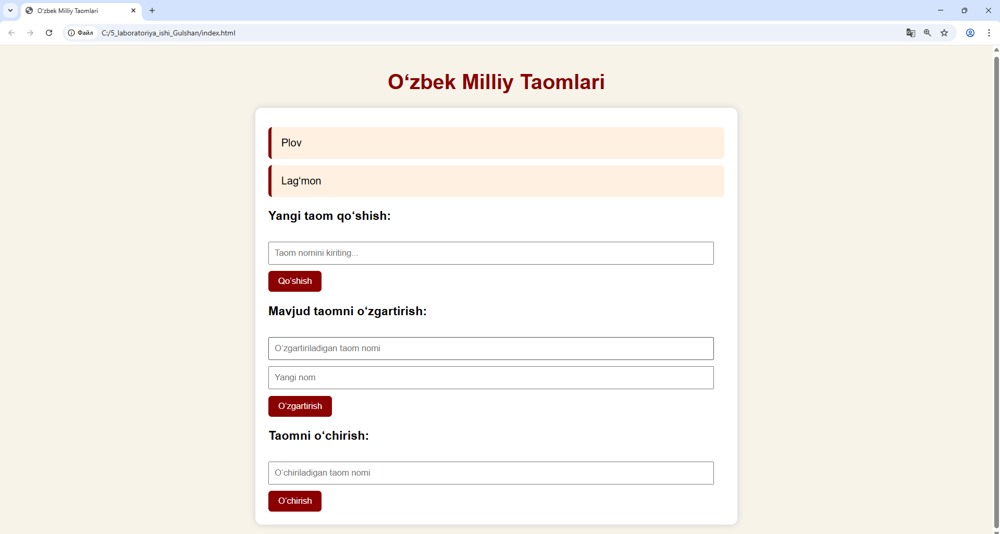 O‘zbek Milliy Taomlari
Файл
C:/5_laboratoriya_ishi_Gulshan/index.html
O‘zbek Milliy Taomlari
Plov
Lag‘mon
Yangi taom qo‘shish:
Taom nomini kiriting...
Qo‘shish
Mavjud taomni o‘zgartirish:
O‘zgartiriladigan taom nomi
Yangi nom
O‘zgartirish
Taomni o‘chirish:
O‘chiriladigan taom nomi
O‘chirish